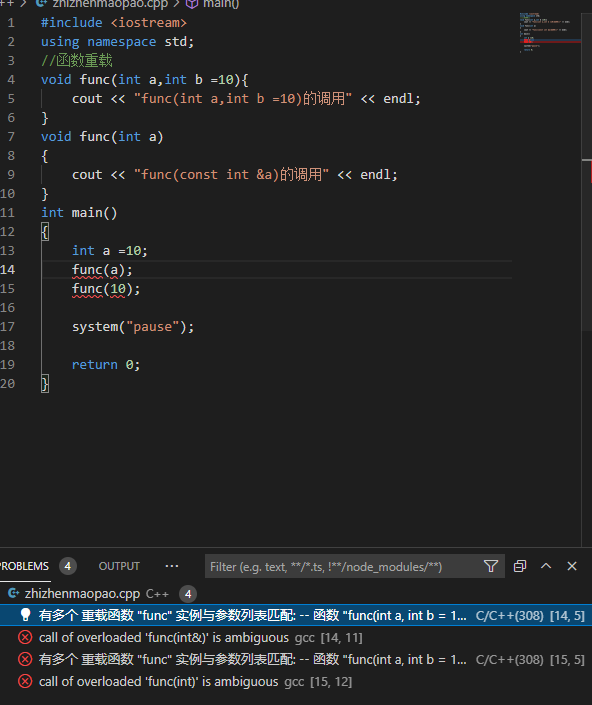 ++ > zhizhenmaopao.cpp > main()
1 #include <iostream>
2 using namespace std;
3 //函数重载
4 void func(int a,int b =10){
5 cout << "func(int a,int b =10)的调用" << endl;
6 }
7 void func(int a)
8 {
9 cout << "func(const int &a)的调用" << endl;
10 }
11 int main()
12 {
13 int a =10;
14 func(a);
15 func(10);
16
17 system("pause");
18
19 return 0;
20 }
PROBLEMS 4 OUTPUT ··· Filter (e.g. text, **/*.ts, !**/node_modules/**)
zhizhenmaopao.cpp C++ 4
有多个 重载函数 "func" 实例与参数列表匹配: -- 函数 "func(int a, int b = 1... C/C++(308) [14, 5]
call of overloaded 'func(int&)' is ambiguous gcc [14, 11]
有多个 重载函数 "func" 实例与参数列表匹配: -- 函数 "func(int a, int b = 1... C/C++(308) [15, 5]
call of overloaded 'func(int)' is ambiguous gcc [15, 12]